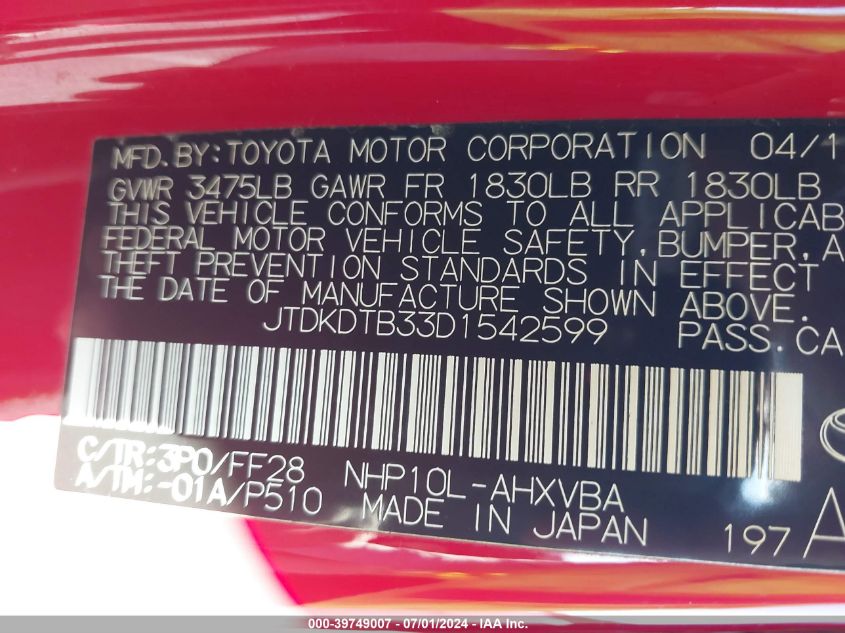 MFD. BY: TOYOTA MOTOR CORPORATION 04/1
GVWR 3475LB GAWR FR 1830LB RR 1830LB
THIS VEHICLE CONFORMS TO ALL APPLICAB
FEDERAL MOTOR VEHICLE SAFETY, BUMPER, A
THEFT PREVENTION STANDARDS IN EFFECT
THE DATE OF MANUFACTURE SHOWN ABOVE.
JTDKDTB33D1542599 PASS.CA
C/TR: 3P0/FF28 NHP10L-AHXVBA
A/TM: -01A/P510 MADE IN JAPAN 197 A
000-39749007 - 07/01/2024 - IAA Inc.